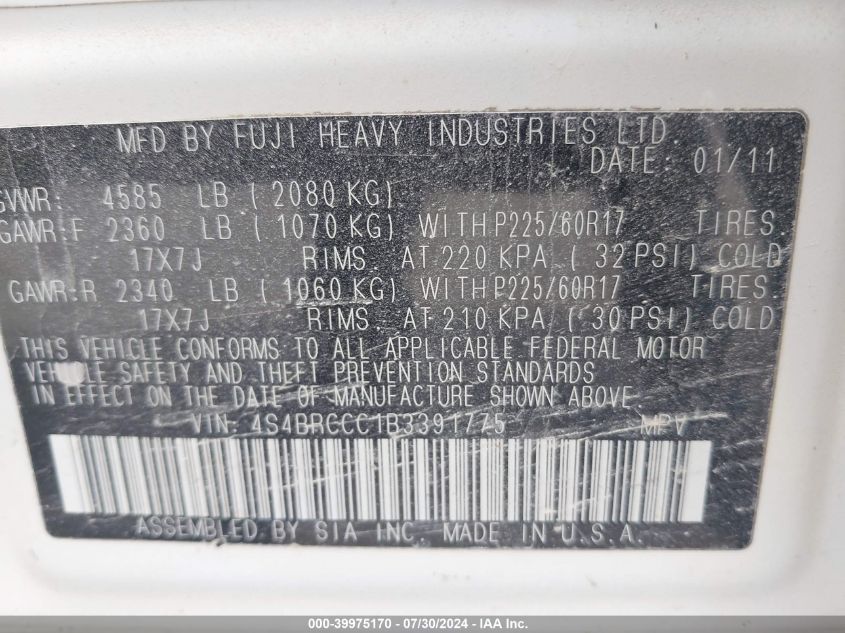 MFD BY FUJI HEAVY INDUSTRIES LTD.
DATE: 01/11
GVWR: 4585 LB ( 2080 KG)
GAWR:F 2360 LB ( 1070 KG) WITH P225/60R17 TIRES.
17X7J RIMS. AT 220 KPA ( 32 PSI) COLD
GAWR:R 2340 LB ( 1060 KG) WITH P225/60R17 TIRES.
17X7J RIMS. AT 210 KPA ( 30 PSI) COLD
THIS VEHICLE CONFORMS TO ALL APPLICABLE FEDERAL MOTOR
VEHICLE SAFETY AND THEFT PREVENTION STANDARDS
IN EFFECT ON THE DATE OF MANUFACTURE SHOWN ABOVE.
VIN: 4S4BRCCC1B3391775 MPV
ASSEMBLED BY SIA INC. MADE IN U.S.A.
000-39975170 - 07/30/2024 - IAA Inc.